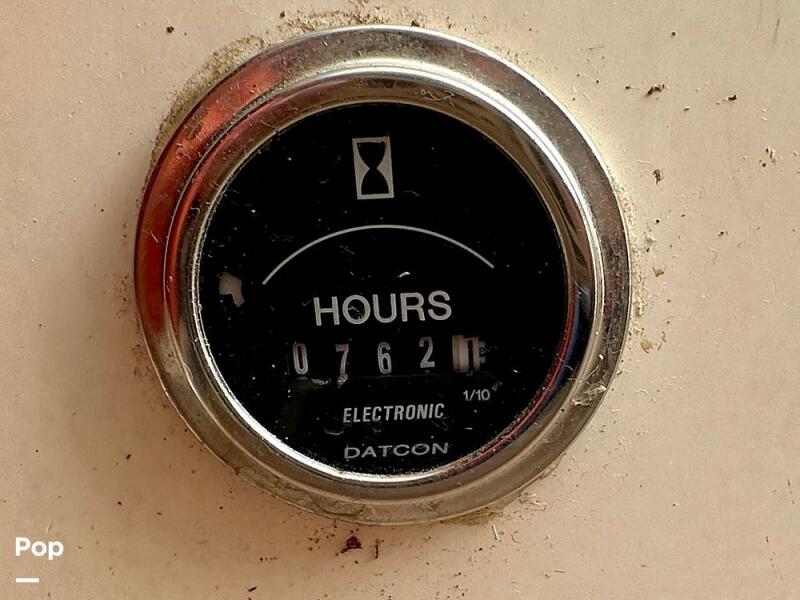 HOURS
0762
1/10
ELECTRONIC
DATCON
Pop